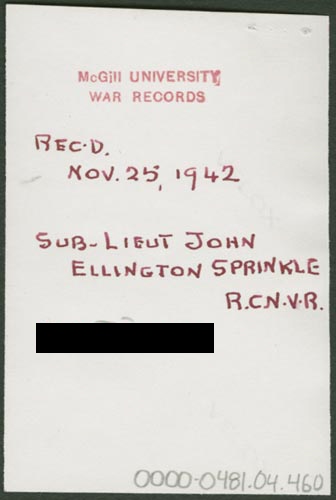 McGill UNIVERSITY
WAR RECORDS
REC'D.
NOV. 25, 1942
SUB-LIEUT JOHN
ELLINGTON SPRINKLE
R.C.N.V.R.
0000-0481.04.460